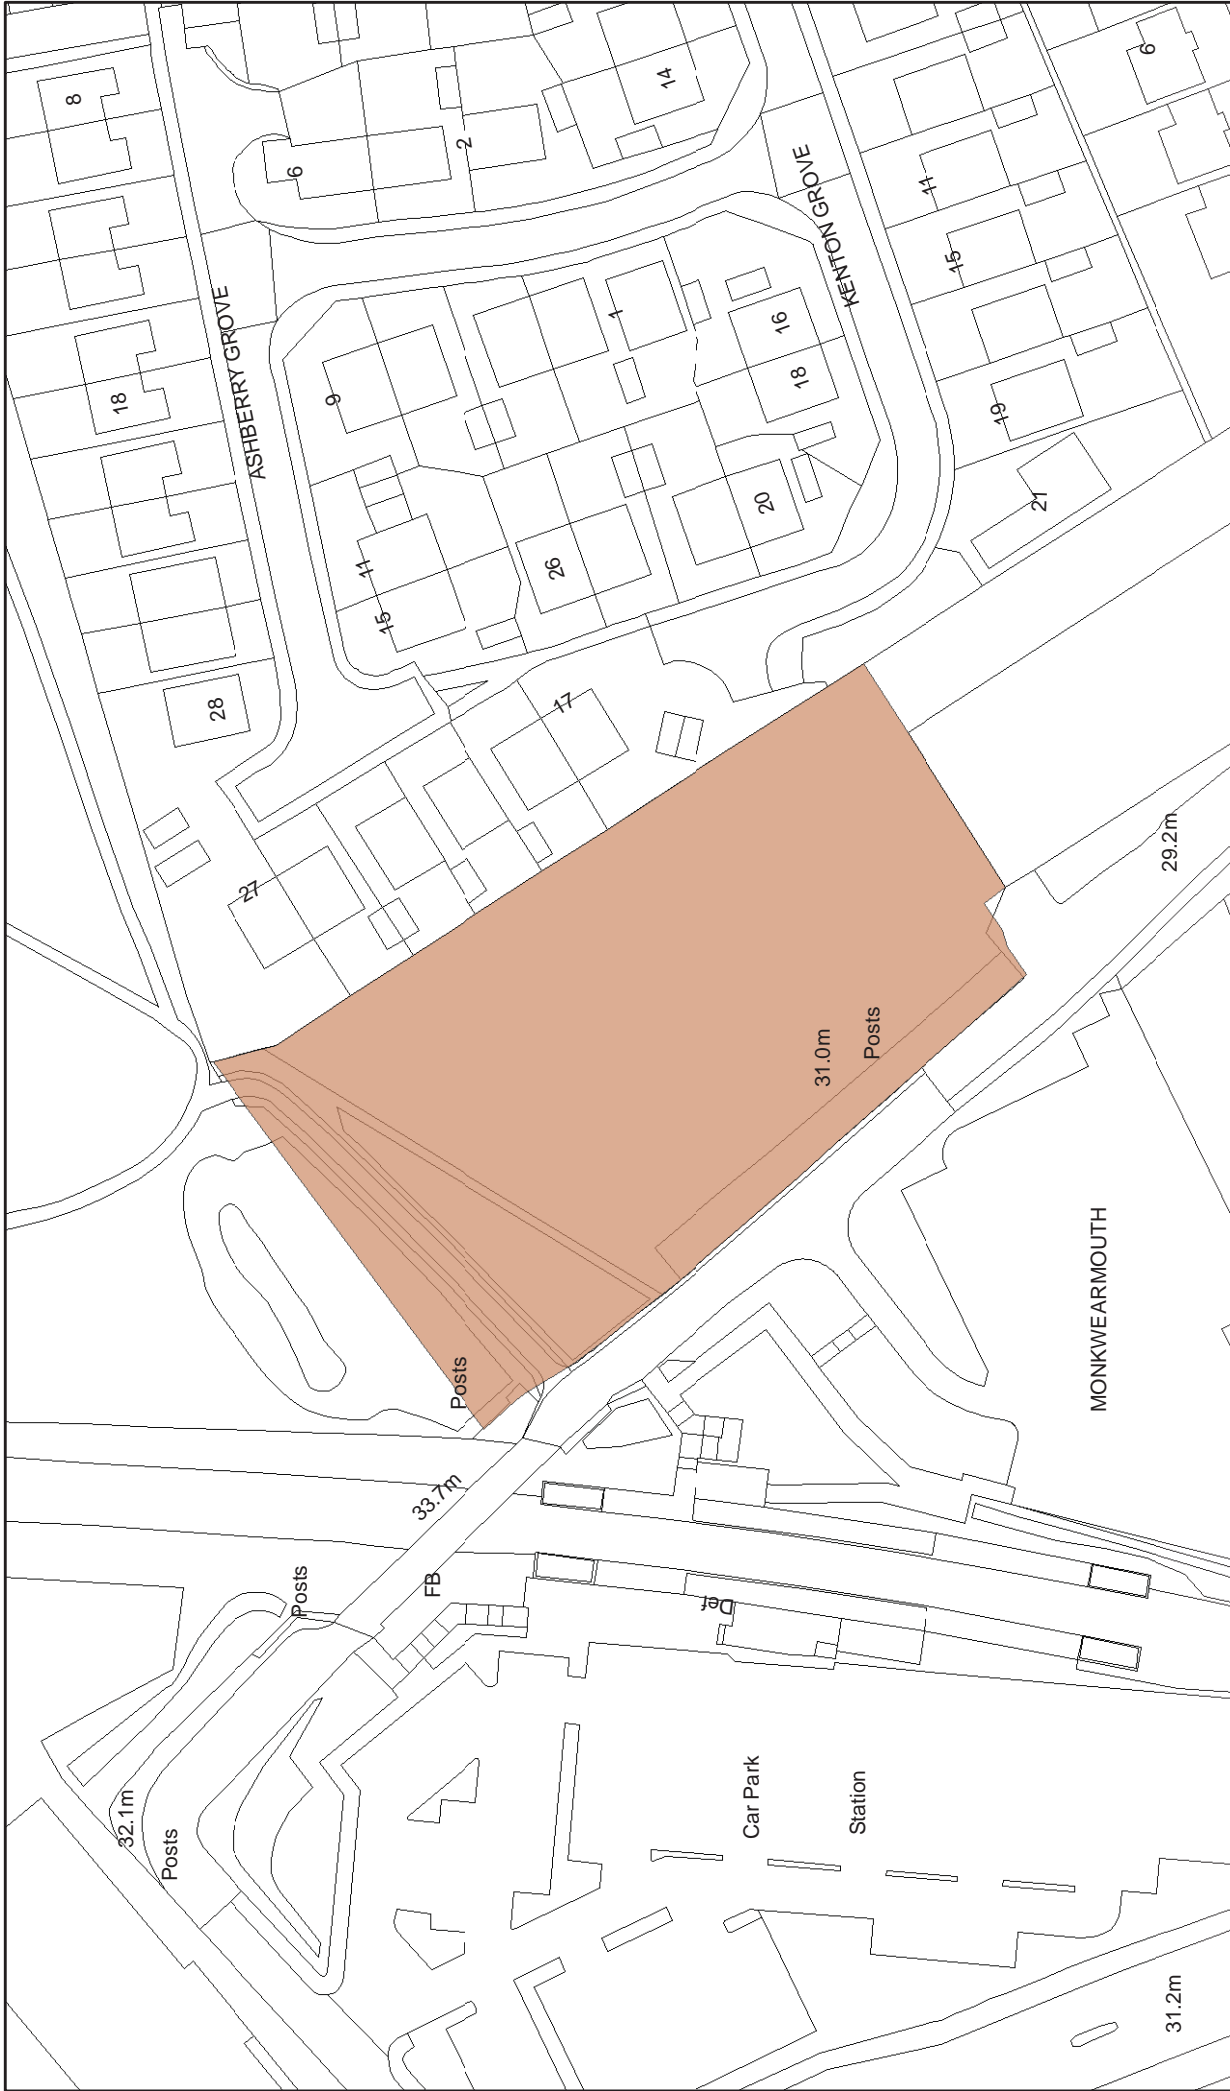 8
6
2
14
6
ASHBERRY GROVE
KENTON GROVE
11
15
18
9
1
16
18
19
11
15
26
20
21
28
17
27
29.2m
31.0m
Posts
Posts
MONKWEARMOUTH
33.7m
FB
Posts
Def
32.1m
Posts
Car Park
Station
31.2m